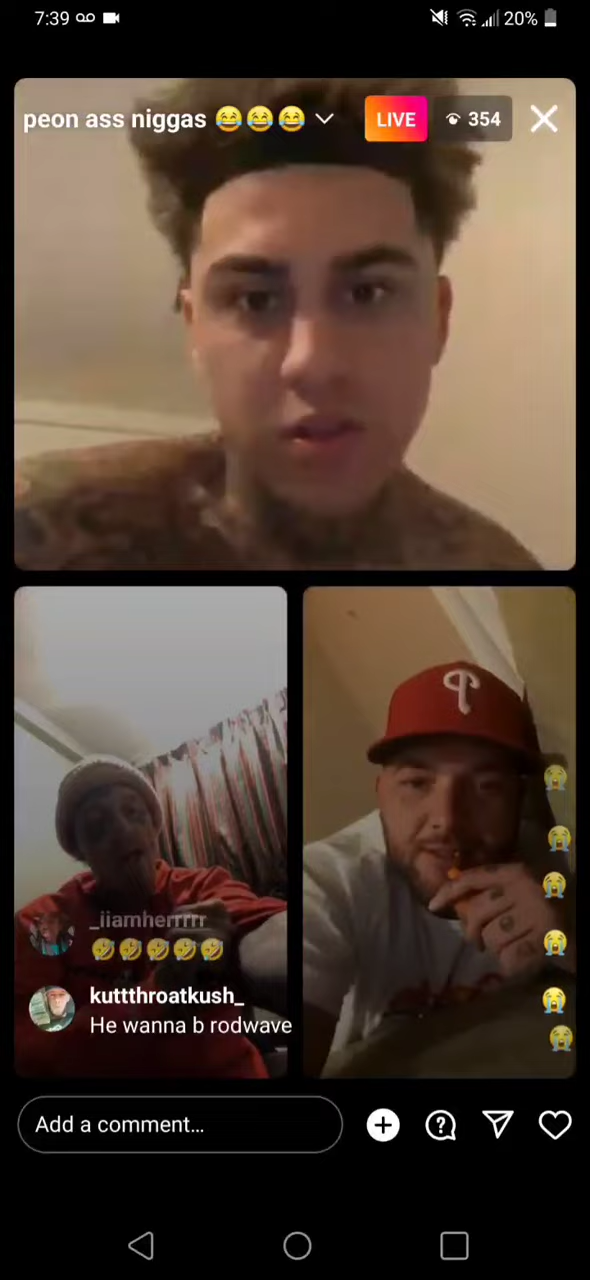 7:39
20%
peon ass niggas 😂😂😂
LIVE
354
_iiamherrrrr
🤣🤣🤣🤣🤣
kuttthroatkush_
He wanna b rodwave
Add a comment...